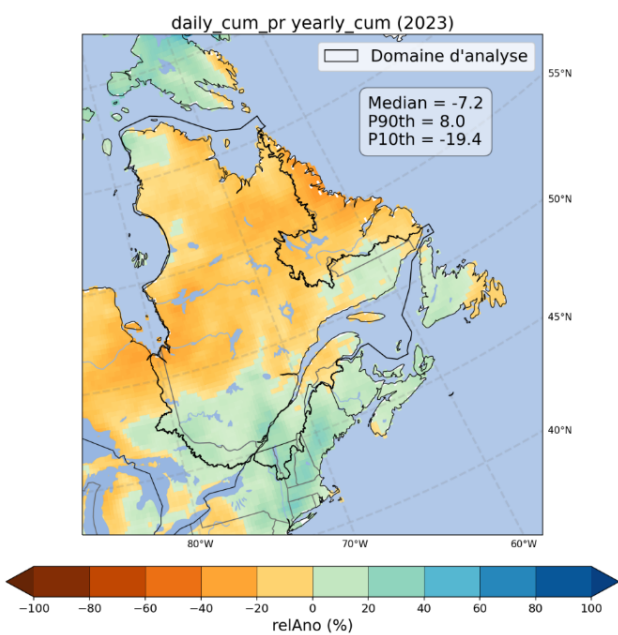 daily_cum_pr yearly_cum (2023)
Domaine d'analyse
Median = -7.2
P90th = 8.0
P10th = -19.4
55°N
50°N
45°N
40°N
80°W 70°W 60°W
−100 −80 −60 −40 −20 0 20 40 60 80 100
relAno (%)